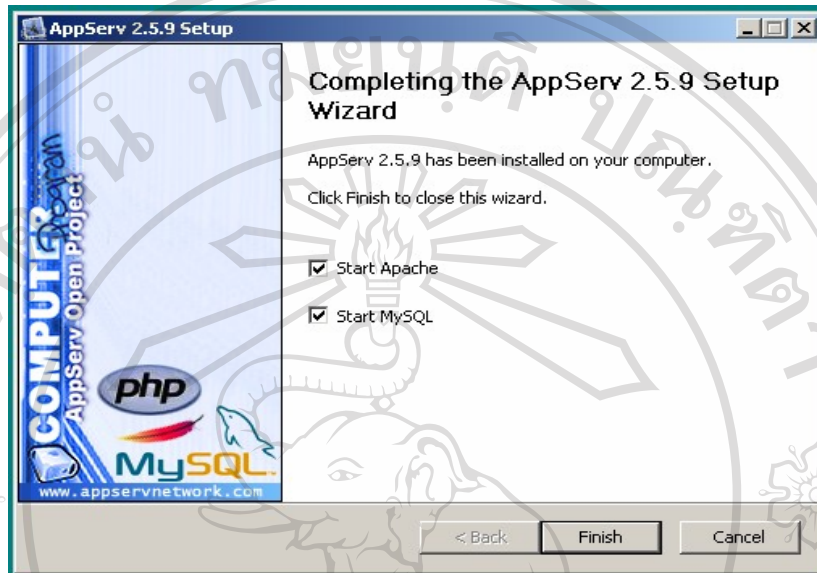 AppServ 2.5.9 Setup
Completing the AppServ 2.5.9 Setup
Wizard
AppServ 2.5.9 has been installed on your computer.
Click Finish to close this wizard.
Start Apache
Start MySQL
COMPUTER
Program
AppServ Open Project
php
MySQL
www.appservnetwork.com
< Back
Finish
Cancel